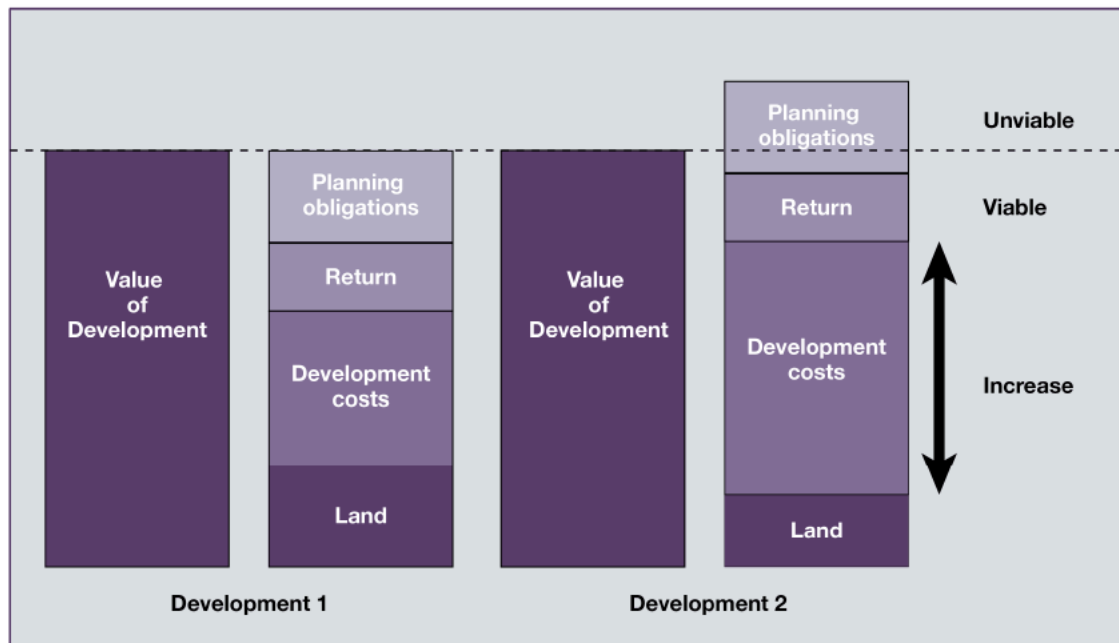 Value
of
Development
Planning
obligations
Return
Development
costs
Land
Development 1
Value
of
Development
Planning
obligations
Return
Development
costs
Land
Development 2
Unviable
Viable
Increase